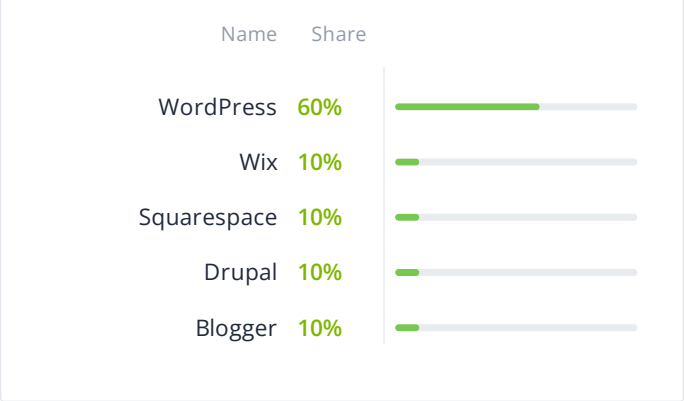 Name Share
WordPress 60%
Wix 10%
Squarespace 10%
Drupal 10%
Blogger 10%